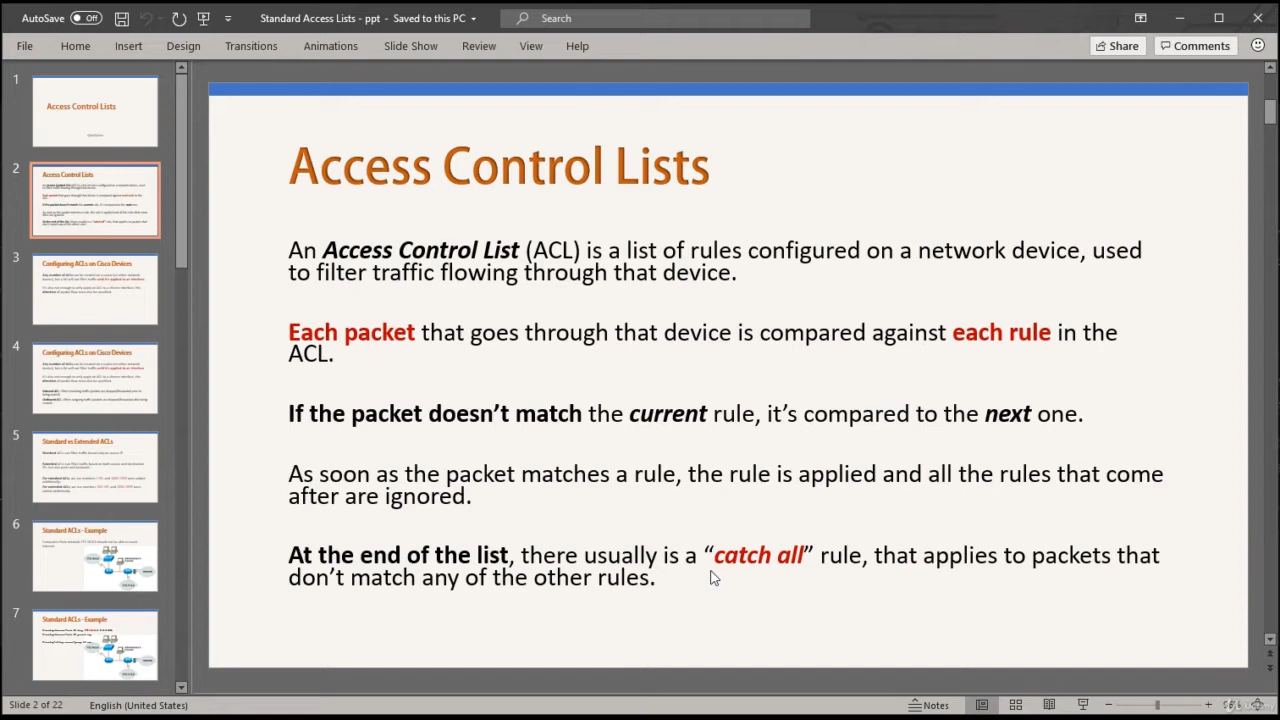 AutoSave Off Standard Access Lists - ppt - Saved to this PC Search
File Home Insert Design Transitions Animations Slide Show Review View Help Share Comments
1
Access Control Lists
2
Access Control Lists
3
Configuring ACLs on Cisco Devices
4
Configuring ACLs on Cisco Devices
5
Standard vs Extended ACLs
6
Standard ACLs - Example
7
Standard ACLs - Example
Access Control Lists
An Access Control List (ACL) is a list of rules configured on a network device, used
to filter traffic flowing through that device.
Each packet that goes through that device is compared against each rule in the
ACL.
If the packet doesn’t match the current rule, it’s compared to the next one.
As soon as the packet matches a rule, the rule is applied and all the rules that come
after are ignored.
At the end of the list, there usually is a “catch all” rule, that applies to packets that
don’t match any of the other rules.
Slide 2 of 22 English (United States) Notes